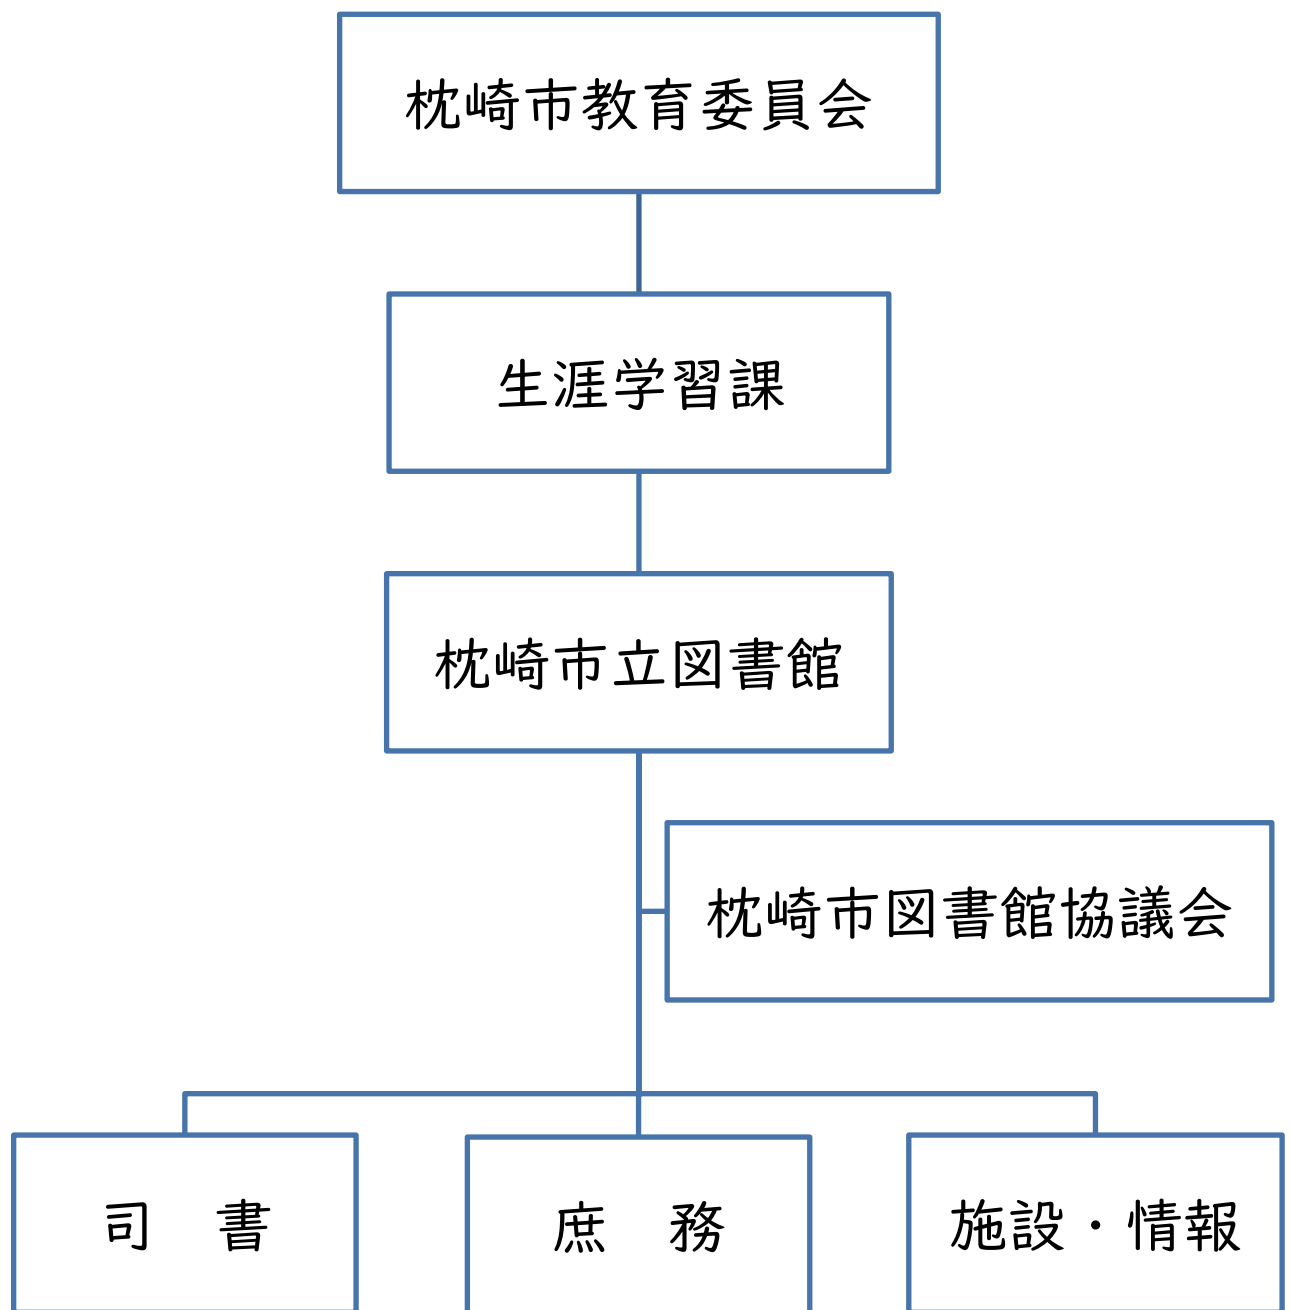 枕崎市教育委員会
生涯学習課
枕崎市立図書館
枕崎市図書館協議会
司　書
庶　務
施設・情報